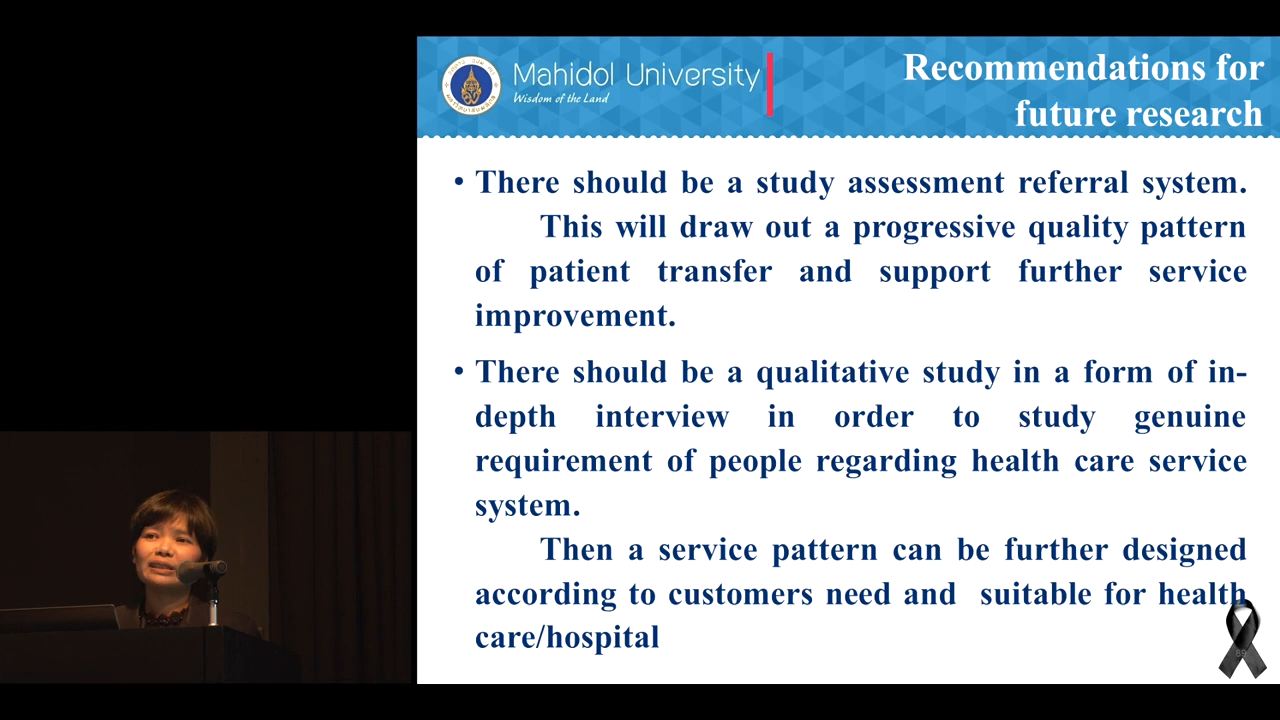 Mahidol University
Wisdom of the Land
Recommendations for
future research
• There should be a study assessment referral system.
This will draw out a progressive quality pattern
of patient transfer and support further service
improvement.
• There should be a qualitative study in a form of in-
depth interview in order to study genuine
requirement of people regarding health care service
system.
Then a service pattern can be further designed
according to customers need and suitable for health
care/hospital
59